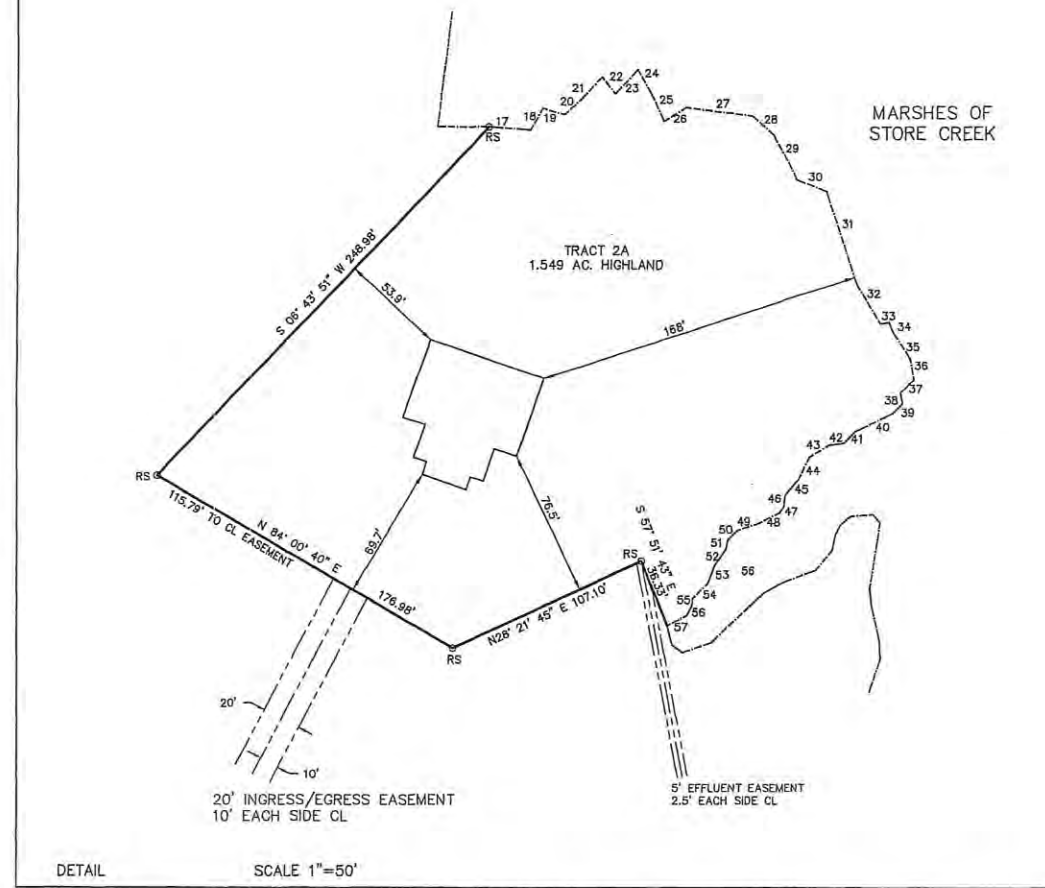 22
24
21
23
25
27
20
18
26
28
17
19
RS
MARSHES OF
STORE CREEK
29
30
31
TRACT 2A
1.549 AC. HIGHLAND
S 06° 43' 51" W 248.98'
53.9'
168'
32
33
34
35
36
37
38
39
40
41
42
43
44
45
46
47
48
49
50
51
52
53
56
54
55
56
57
RS
115.79' TO CL EASEMENT
N 84° 00' 40" E
176.98'
69.7'
76.5'
S 67° 51' 43" E
36.33'
RS
N28° 21' 45" E 107.10'
RS
20'
10'
20' INGRESS/EGRESS EASEMENT
10' EACH SIDE CL
5' EFFLUENT EASEMENT
2.5' EACH SIDE CL
DETAIL
SCALE 1"=50'